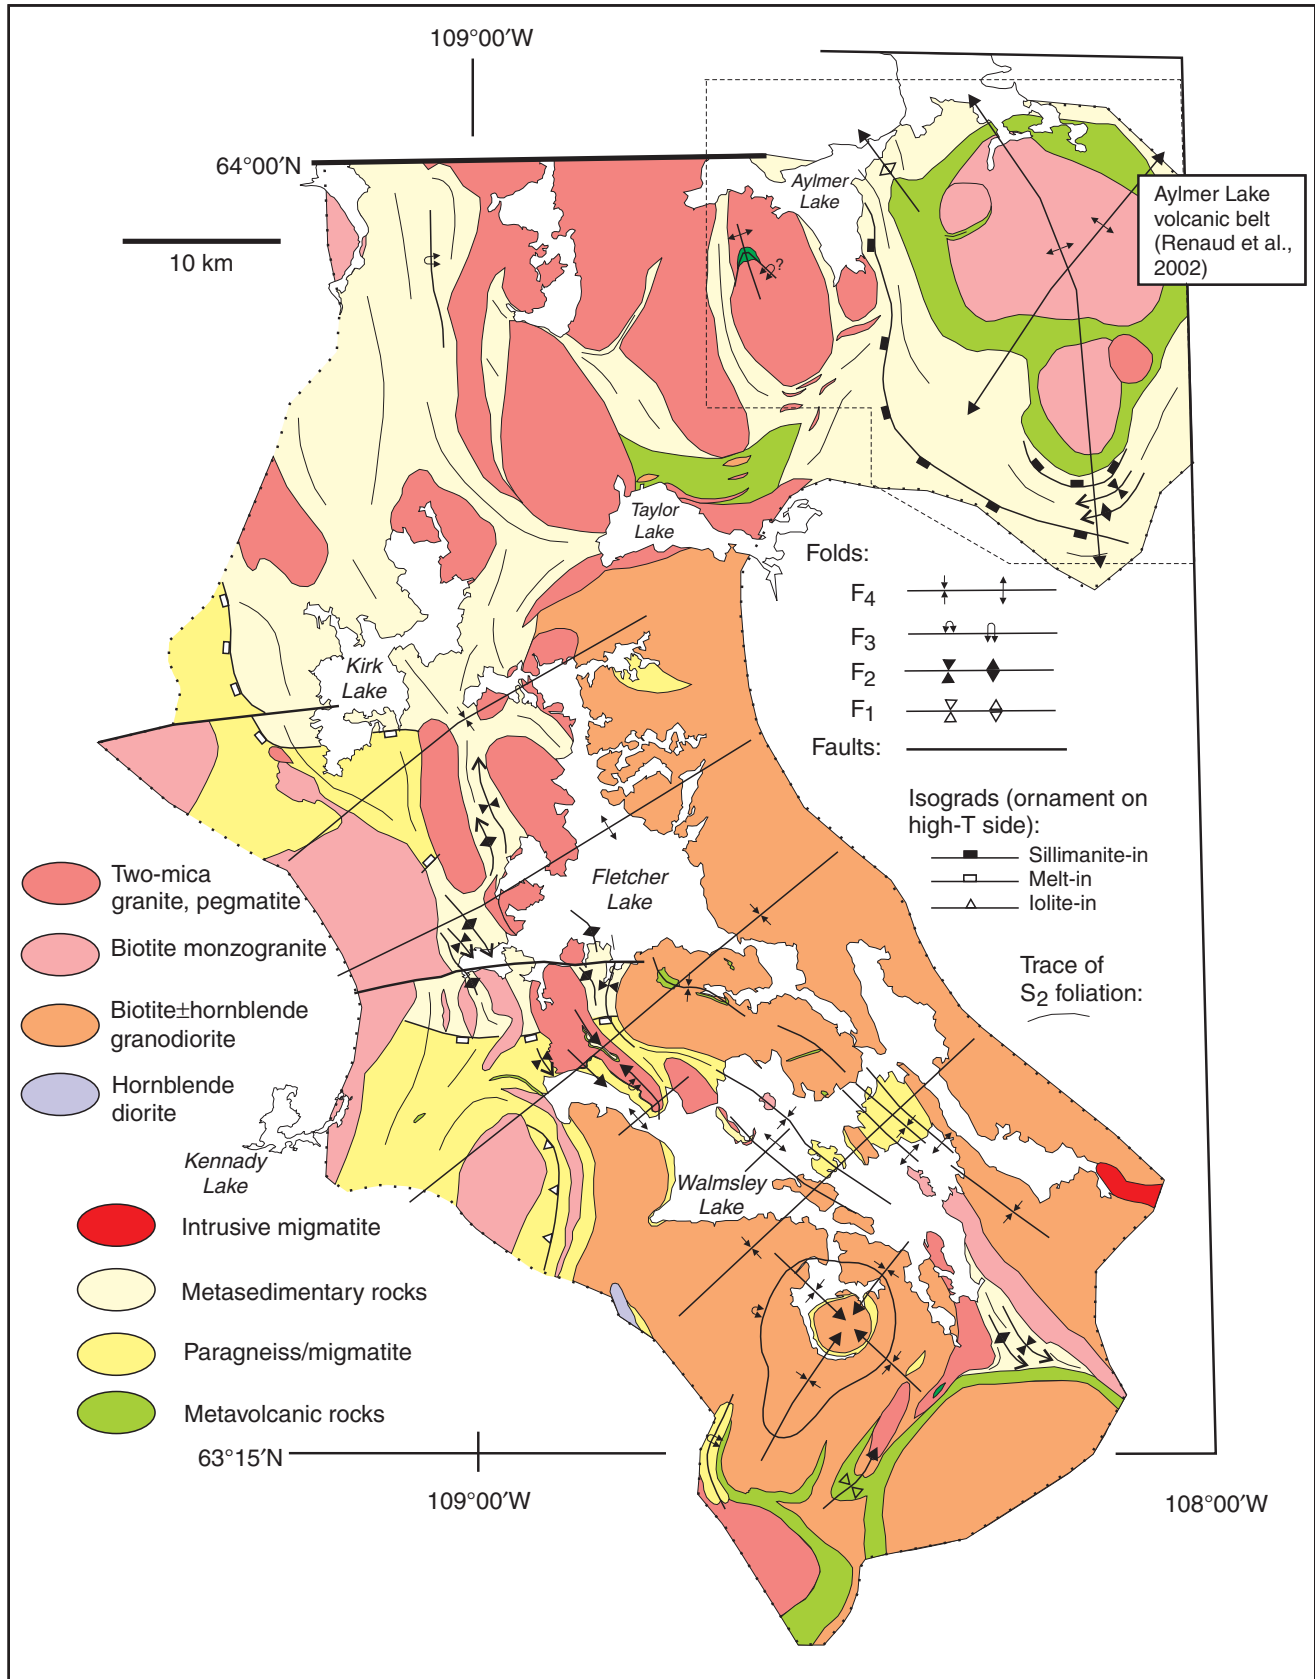 109°00′W
64°00′N
10 km
Aylmer
Lake
Aylmer Lake
volcanic belt
(Renaud et al.,
2002)
?
Taylor
Lake
Folds:
F4
F3
F2
F1
Faults:
Kirk
Lake
Isograds (ornament on
high-T side):
Sillimanite-in
Melt-in
Iolite-in
Trace of
S2 foliation:
Fletcher
Lake
Two-mica
granite, pegmatite
Biotite monzogranite
Biotite±hornblende
granodiorite
Hornblende
diorite
Kennady
Lake
Walmsley
Lake
Intrusive migmatite
Metasedimentary rocks
Paragneiss/migmatite
Metavolcanic rocks
63°15′N
109°00′W
108°00′W